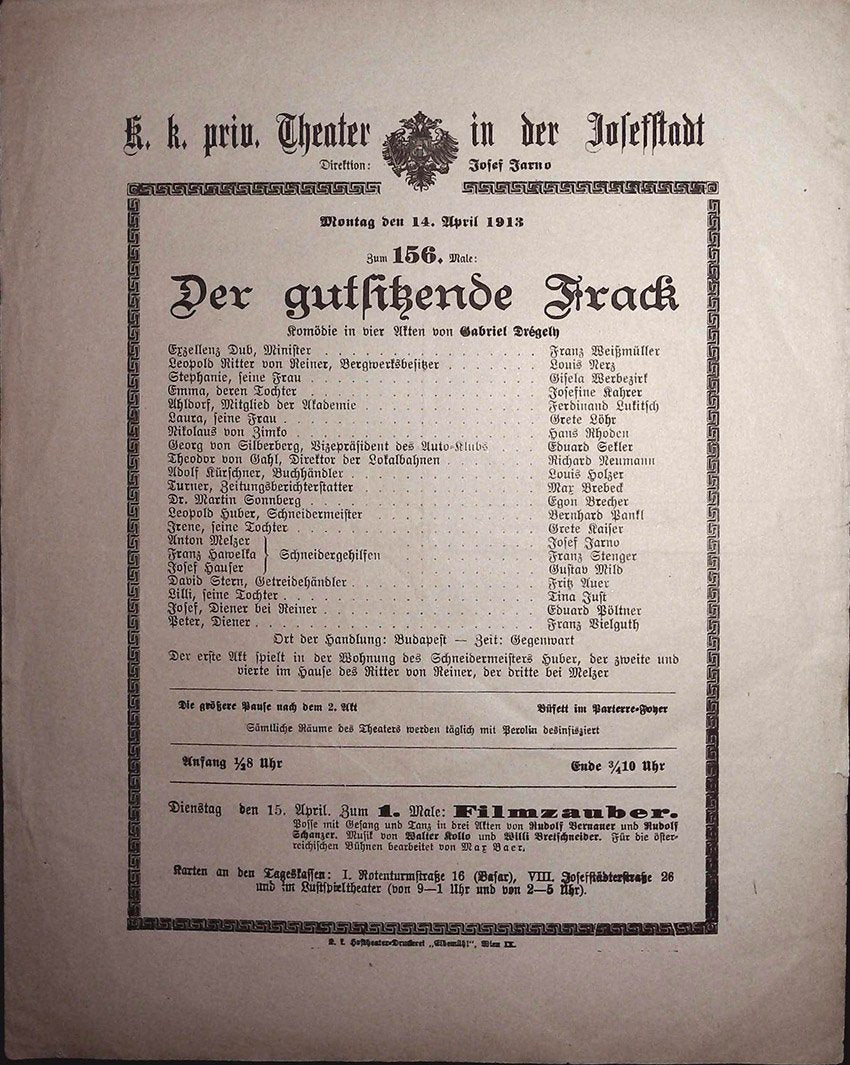 K. k. priv. Theater in der Josefstadt
Direktion: Josef Jarno
Montag den 14. April 1913
Zum 156. Male:
Der gutsitzende Frack
Komödie in vier Akten von Gabriel Drégely
Exzellenz Dub, Minister . . . . . . . . . . Franz Weißmüller
Leopold Ritter von Reiner, Bergwerksbesitzer . . . . . . . . . . Louis Nerz
Stephanie, seine Frau . . . . . . . . . . Gisela Werbezirk
Emma, deren Tochter . . . . . . . . . . Josefine Kahrer
Ahldorf, Mitglied der Akademie . . . . . . . . . . Ferdinand Lukitsch
Laura, seine Frau . . . . . . . . . . Grete Löhr
Nikolaus von Zimko . . . . . . . . . . Hans Rhoden
Georg von Silberberg, Vizepräsident des Auto-Klubs . . . . Eduard Sekler
Theodor von Gahl, Direktor der Lokalbahnen . . . . . . Richard Neumann
Adolf Kürschner, Buchhändler . . . . . . . . . . Louis Holzer
Turner, Zeitungsberichterstatter . . . . . . . . . . Max Brebeck
Dr. Martin Sonnberg . . . . . . . . . . Egon Brecher
Leopold Huber, Schneidermeister . . . . . . . . . . Bernhard Pankl
Irene, seine Tochter . . . . . . . . . . Grete Kaiser
Anton Melzer Josef Jarno
Franz Hawelka } Schneidergehilfen . . . . . . . . Franz Stenger
Josef Hauser Gustav Mild
David Stern, Getreidehändler . . . . . . . . . . Fritz Auer
Lilli, seine Tochter . . . . . . . . . . Tina Just
Josef, Diener bei Reiner . . . . . . . . . . Eduard Pöltner
Peter, Diener . . . . . . . . . . Franz Vielguth
Ort der Handlung: Budapest — Zeit: Gegenwart
Der erste Akt spielt in der Wohnung des Schneidermeisters Huber, der zweite und
vierte im Hause des Ritter von Reiner, der dritte bei Melzer
Die größere Pause nach dem 2. Akt Büfett im Parterre-Foyer
Sämtliche Räume des Theaters werden täglich mit Perolin desinfisziert
Anfang ½8 Uhr Ende ¾10 Uhr
Dienstag den 15. April. Zum 1. Male: Filmzauber.
Posse mit Gesang und Tanz in drei Akten von Rudolf Bernauer und Rudolf
Schanzer. Musik von Walter Kollo und Willi Bretschneider. Für die öster-
reichischen Bühnen bearbeitet von Max Baer.
Karten an den Tageskassen: I. Rotenturmstraße 16 (Basar), VIII. Josefstädterstraße 26
und im Lustspieltheater (von 9—1 Uhr und von 2—5 Uhr).
K. k. Hoftheater-Druckerei „Elbemühl“, Wien IX.